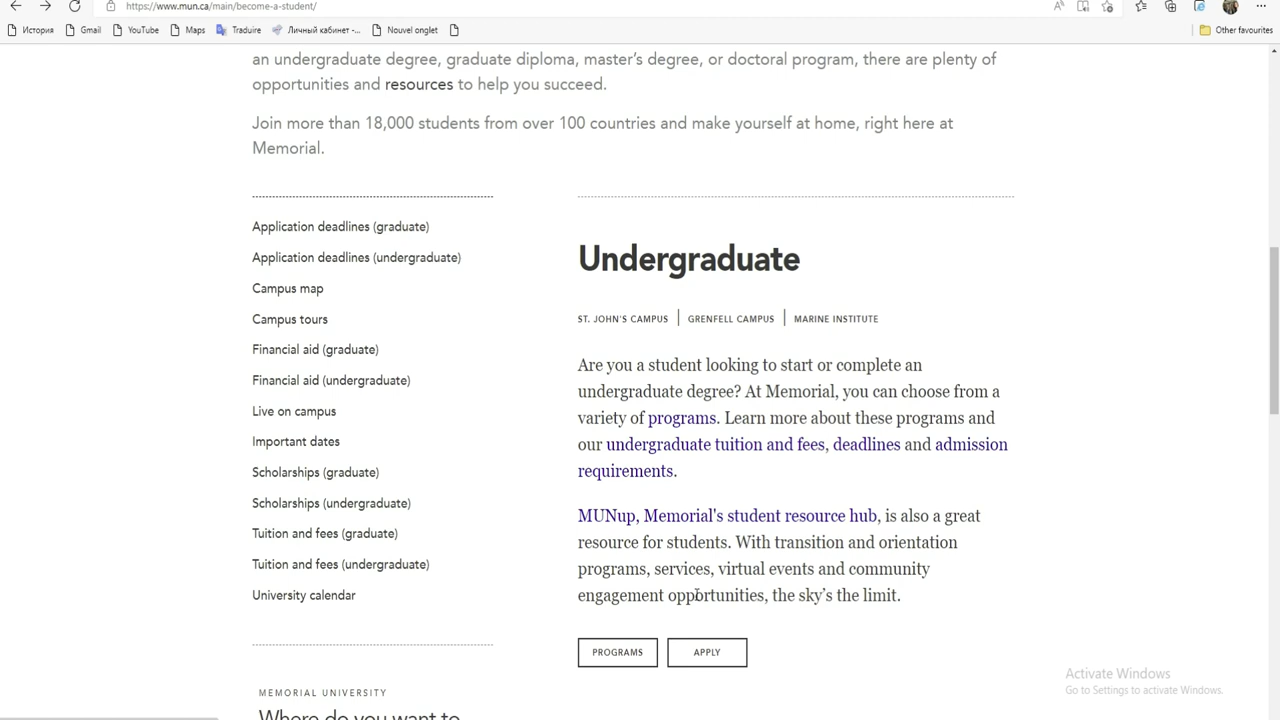 https://www.mun.ca/main/become-a-student/
История
Gmail
YouTube
Maps
Traduire
Личный кабинет -...
Nouvel onglet
Other favourites
an undergraduate degree, graduate diploma, master's degree, or doctoral program, there are plenty of
opportunities and resources to help you succeed.
Join more than 18,000 students from over 100 countries and make yourself at home, right here at
Memorial.
Application deadlines (graduate)
Application deadlines (undergraduate)
Campus map
Campus tours
Financial aid (graduate)
Financial aid (undergraduate)
Live on campus
Important dates
Scholarships (graduate)
Scholarships (undergraduate)
Tuition and fees (graduate)
Tuition and fees (undergraduate)
University calendar
MEMORIAL UNIVERSITY
Where do you want to
Undergraduate
ST. JOHN'S CAMPUS | GRENFELL CAMPUS | MARINE INSTITUTE
Are you a student looking to start or complete an
undergraduate degree? At Memorial, you can choose from a
variety of programs. Learn more about these programs and
our undergraduate tuition and fees, deadlines and admission
requirements.
MUNup, Memorial's student resource hub, is also a great
resource for students. With transition and orientation
programs, services, virtual events and community
engagement opportunities, the sky's the limit.
PROGRAMS
APPLY
Activate Windows
Go to Settings to activate Windows.